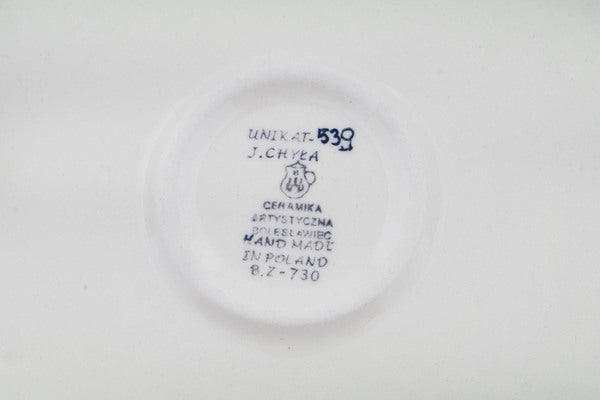 UNIKAT-539
J.CHYŁA
B
CERAMIKA
ARTYSTYCZNA
BOLESŁAWIEC
HAND MADE
IN POLAND
B.Z-730